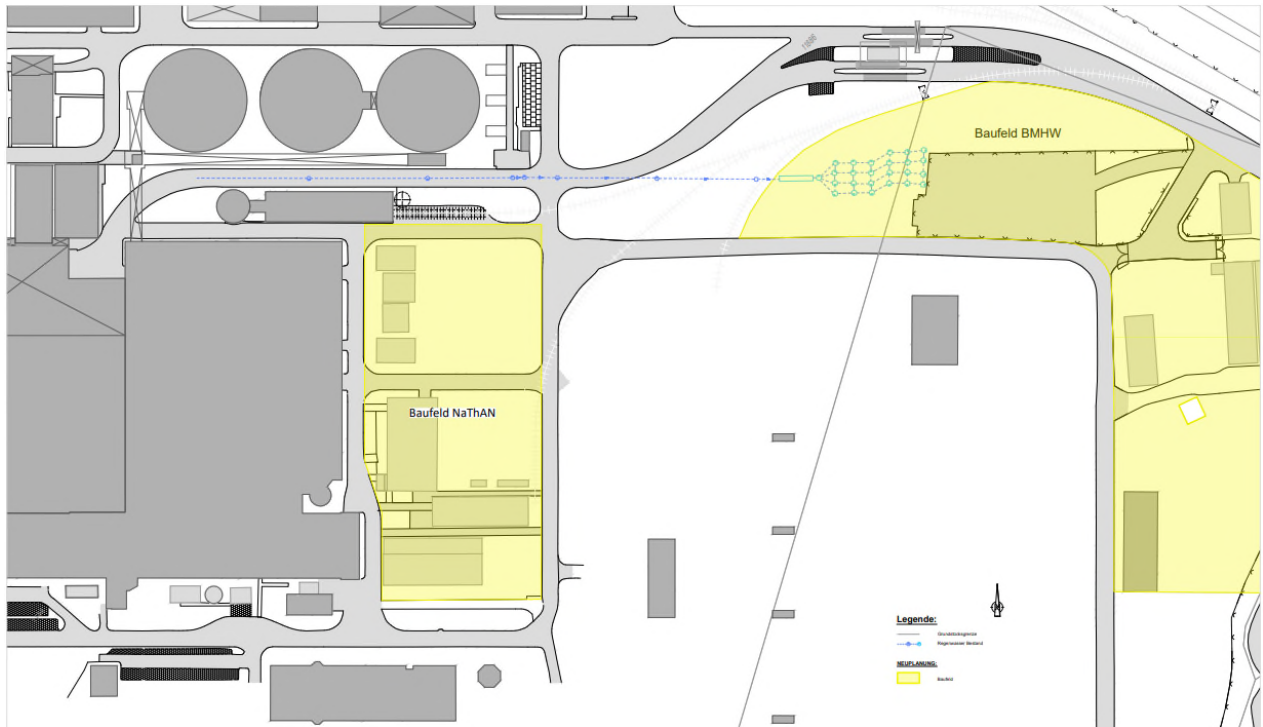 Baufeld BMHW
Baufeld NaThAN
Legende:
Grundstücksgrenze
Regenwasser Bestand
NEUPLANUNG:
Baufeld